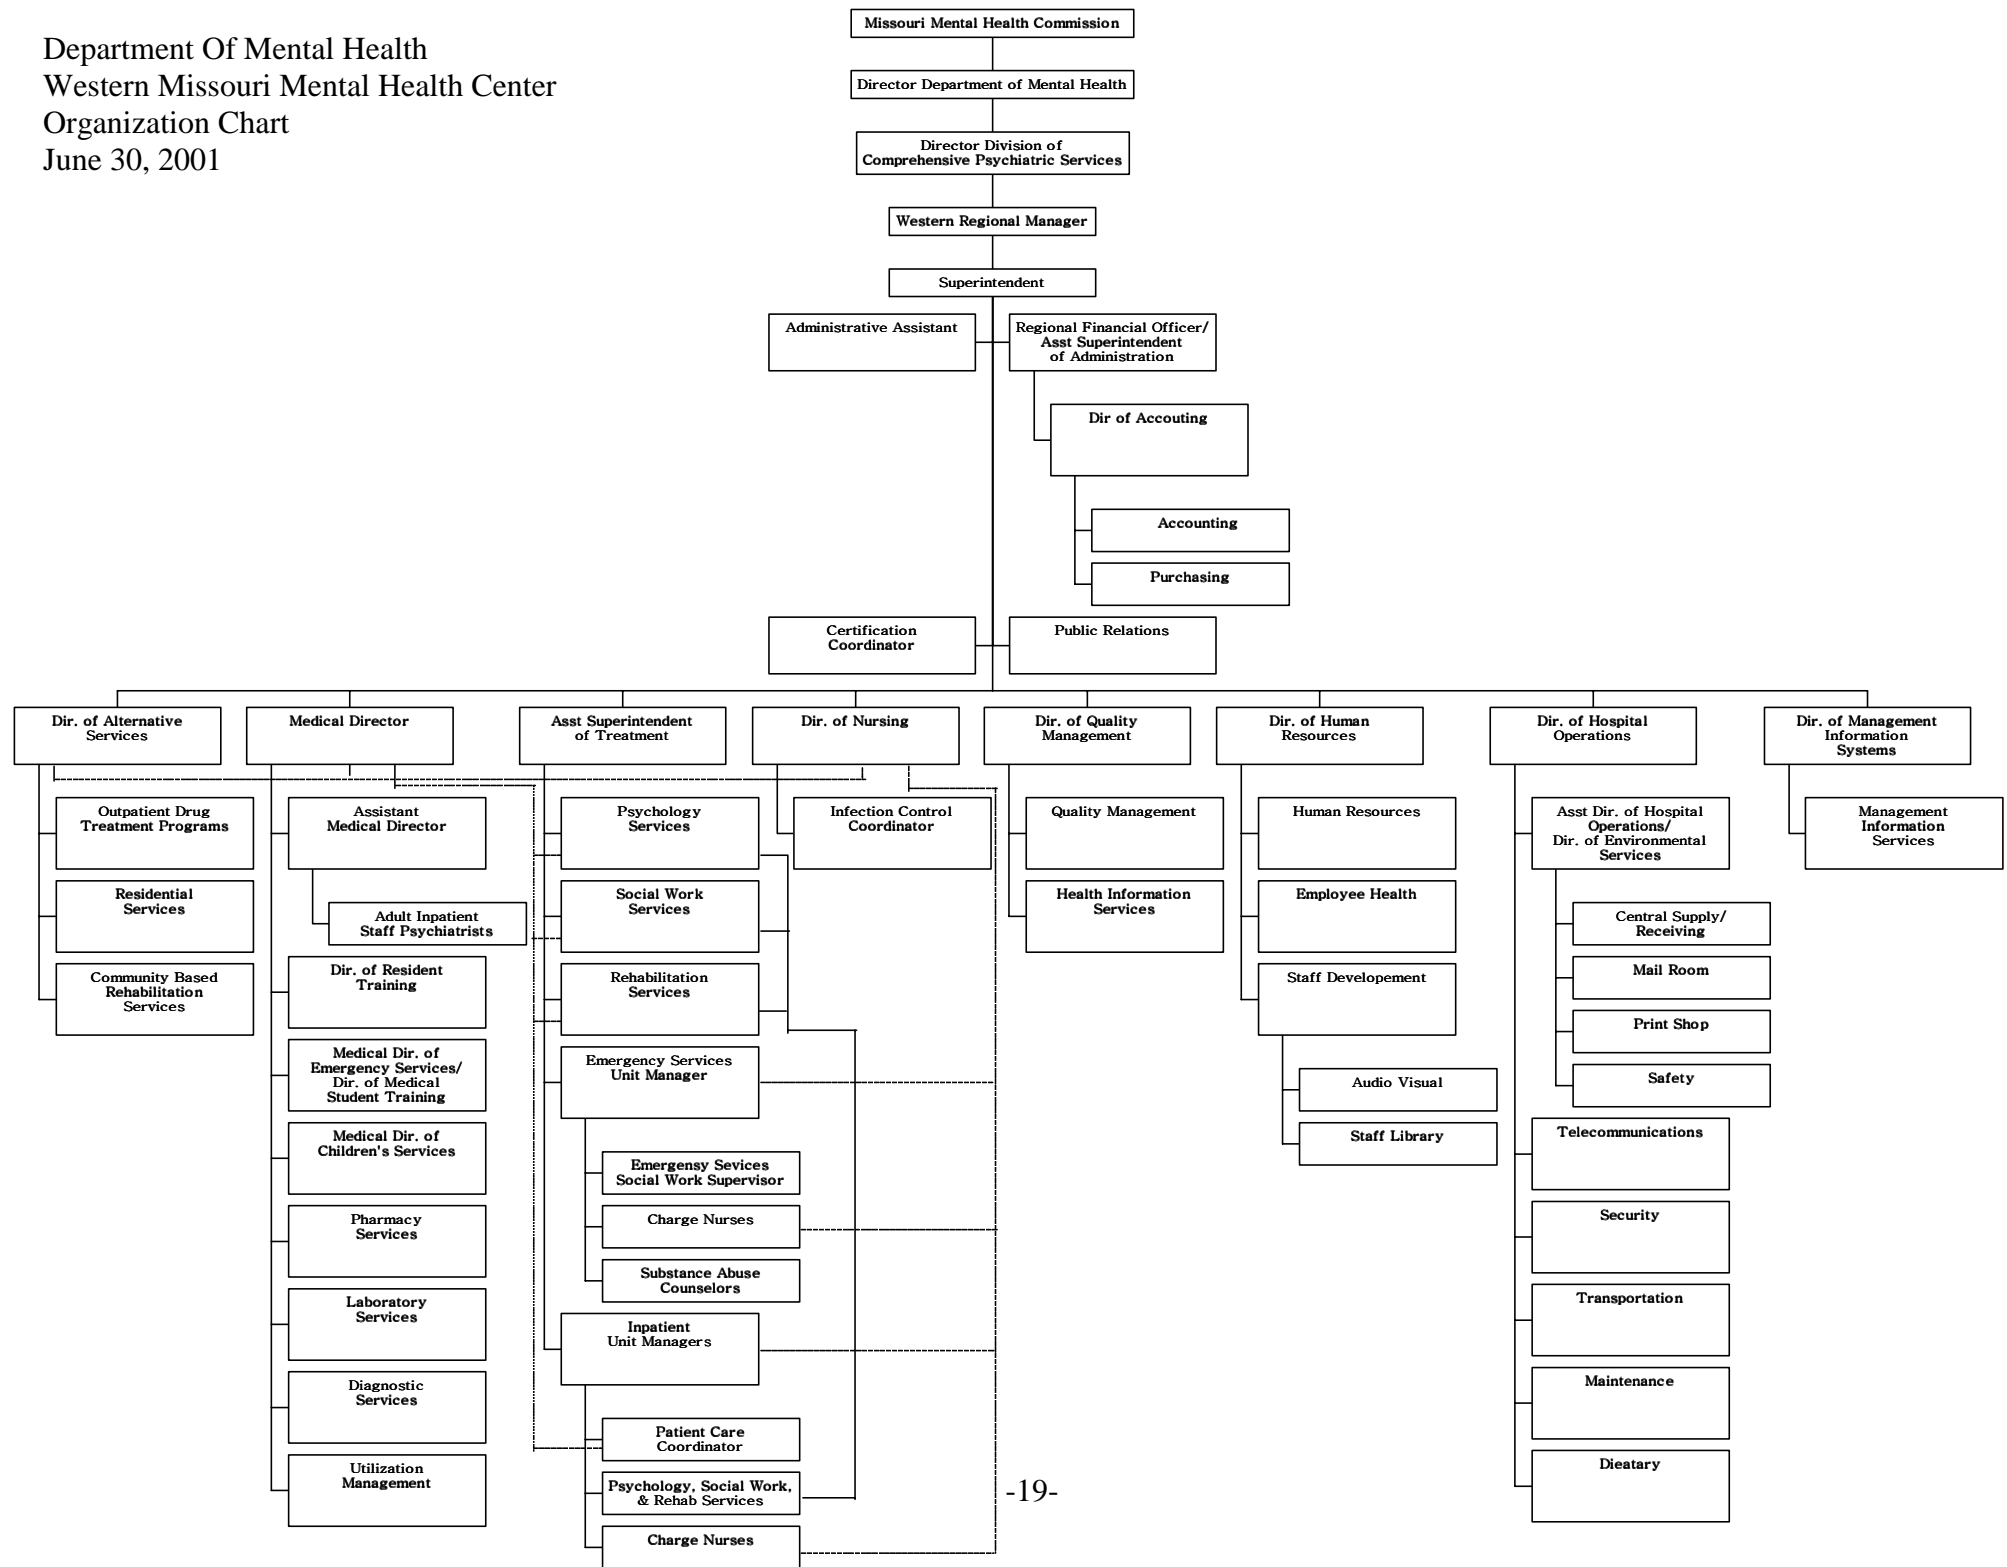 Department Of Mental Health
Western Missouri Mental Health Center
Organization Chart
June 30, 2001
Missouri Mental Health Commission
Director Department of Mental Health
Director Division of
Comprehensive Psychiatric Services
Western Regional Manager
Superintendent
Administrative Assistant
Regional Financial Officer/
Asst Superintendent
of Administration
Dir of Accouting
Accounting
Purchasing
Certification
Coordinator
Public Relations
Dir. of Alternative
Services
Outpatient Drug
Treatment Programs
Residential
Services
Community Based
Rehabilitation
Services
Medical Director
Assistant
Medical Director
Adult Inpatient
Staff Psychiatrists
Dir. of Resident
Training
Medical Dir. of
Emergency Services/
Dir. of Medical
Student Training
Medical Dir. of
Children's Services
Pharmacy
Services
Laboratory
Services
Diagnostic
Services
Utilization
Management
Asst Superintendent
of Treatment
Psychology
Services
Social Work
Services
Rehabilitation
Services
Emergency Services
Unit Manager
Emergensy Sevices
Social Work Supervisor
Charge Nurses
Substance Abuse
Counselors
Inpatient
Unit Managers
Patient Care
Coordinator
Psychology, Social Work,
& Rehab Services
Charge Nurses
Dir. of Nursing
Infection Control
Coordinator
Dir. of Quality
Management
Quality Management
Health Information
Services
Dir. of Human
Resources
Human Resources
Employee Health
Staff Developement
Audio Visual
Staff Library
Dir. of Hospital
Operations
Asst Dir. of Hospital
Operations/
Dir. of Environmental
Services
Central Supply/
Receiving
Mail Room
Print Shop
Safety
Telecommunications
Security
Transportation
Maintenance
Dieatary
Dir. of Management
Information
Systems
Management
Information
Services
-19-